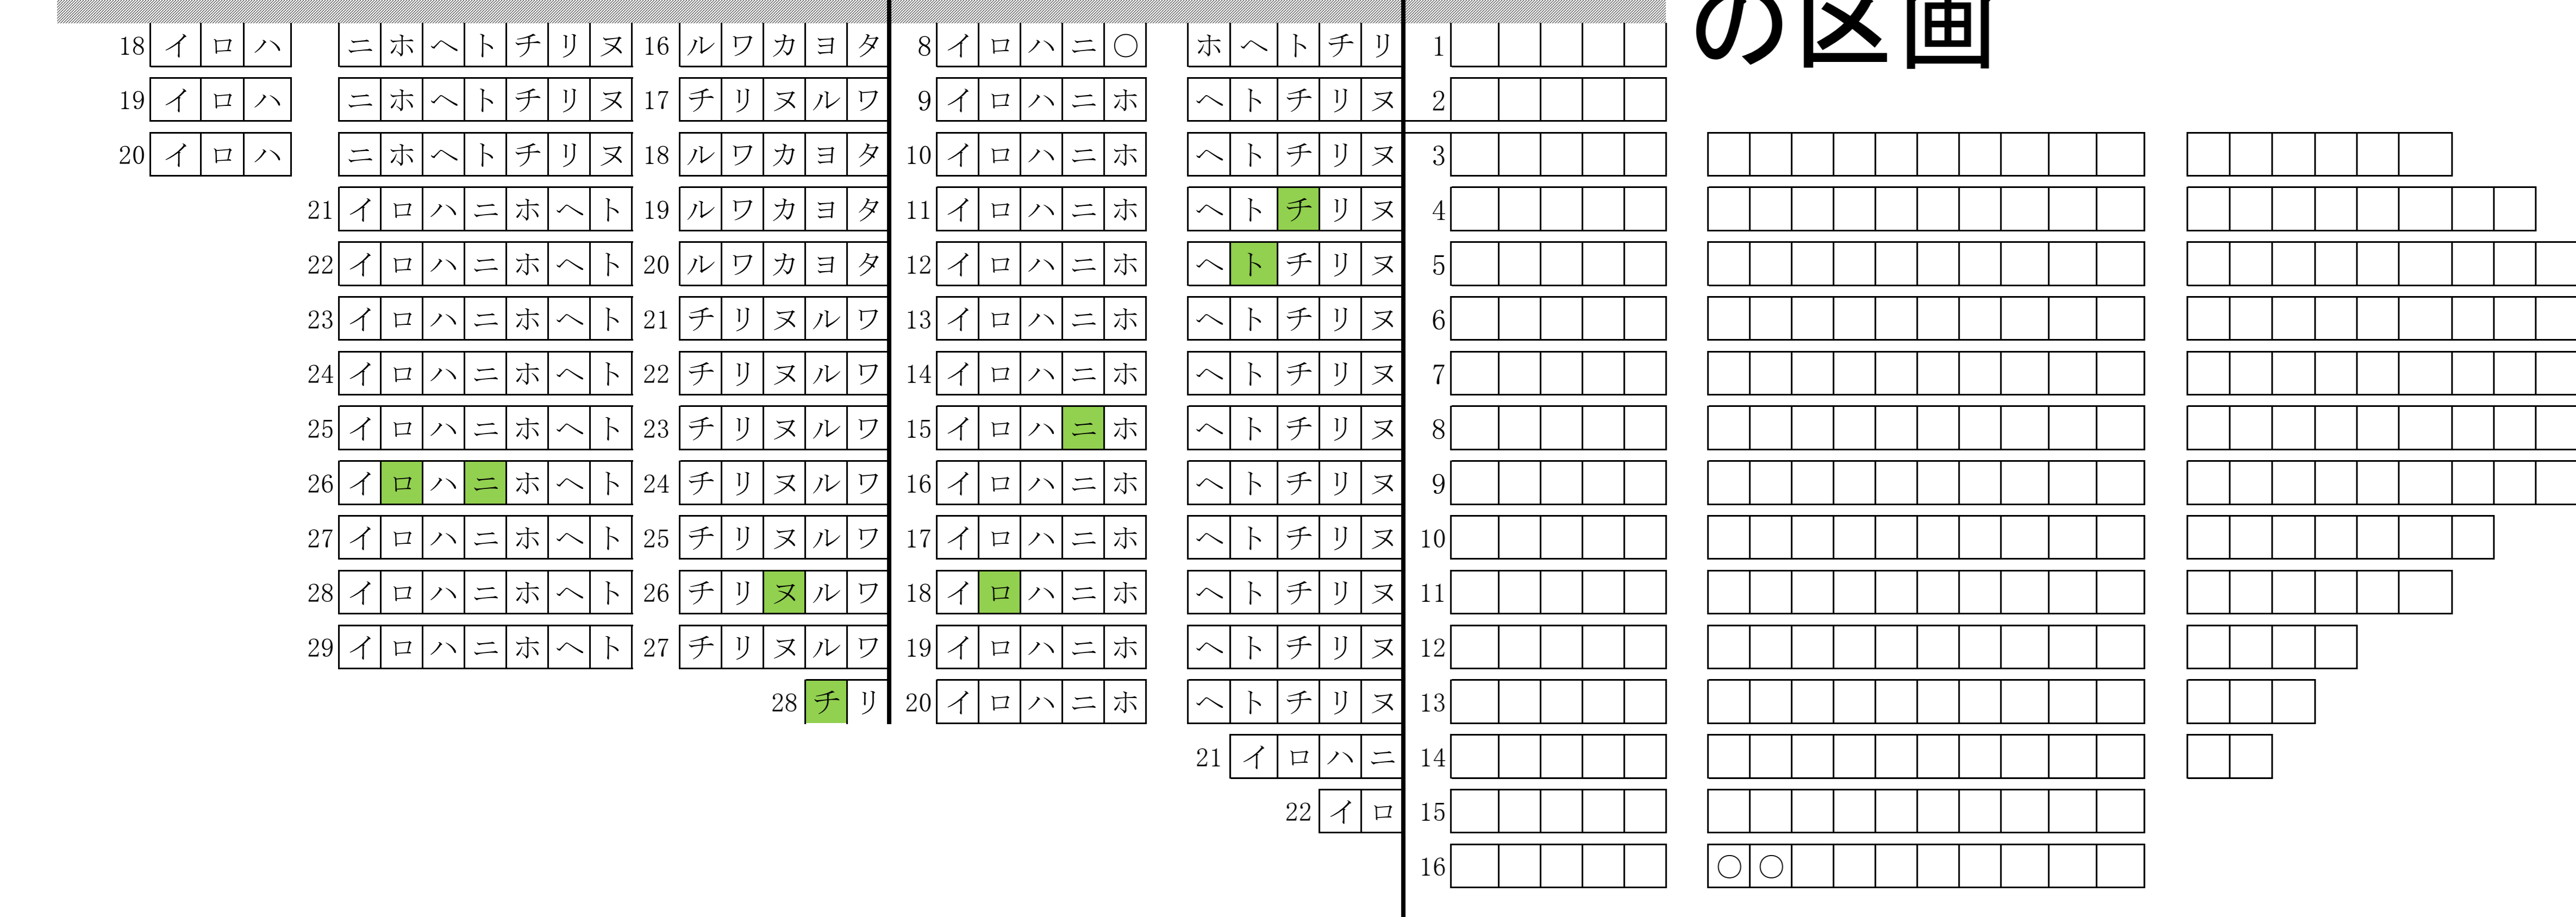 の区画
18 イ ロ ハ ニ ホ ヘ ト チ リ ヌ 16 ル ワ カ ヨ タ 8 イ ロ ハ ニ ○ ホ ヘ ト チ リ 1
19 イ ロ ハ ニ ホ ヘ ト チ リ ヌ 17 チ リ ヌ ル ワ 9 イ ロ ハ ニ ホ ヘ ト チ リ ヌ 2
20 イ ロ ハ ニ ホ ヘ ト チ リ ヌ 18 ル ワ カ ヨ タ 10 イ ロ ハ ニ ホ ヘ ト チ リ ヌ 3
21 イ ロ ハ ニ ホ ヘ ト 19 ル ワ カ ヨ タ 11 イ ロ ハ ニ ホ ヘ ト チ リ ヌ 4
22 イ ロ ハ ニ ホ ヘ ト 20 ル ワ カ ヨ タ 12 イ ロ ハ ニ ホ ヘ ト チ リ ヌ 5
23 イ ロ ハ ニ ホ ヘ ト 21 チ リ ヌ ル ワ 13 イ ロ ハ ニ ホ ヘ ト チ リ ヌ 6
24 イ ロ ハ ニ ホ ヘ ト 22 チ リ ヌ ル ワ 14 イ ロ ハ ニ ホ ヘ ト チ リ ヌ 7
25 イ ロ ハ ニ ホ ヘ ト 23 チ リ ヌ ル ワ 15 イ ロ ハ ニ ホ ヘ ト チ リ ヌ 8
26 イ ロ ハ ニ ホ ヘ ト 24 チ リ ヌ ル ワ 16 イ ロ ハ ニ ホ ヘ ト チ リ ヌ 9
27 イ ロ ハ ニ ホ ヘ ト 25 チ リ ヌ ル ワ 17 イ ロ ハ ニ ホ ヘ ト チ リ ヌ 10
28 イ ロ ハ ニ ホ ヘ ト 26 チ リ ヌ ル ワ 18 イ ロ ハ ニ ホ ヘ ト チ リ ヌ 11
29 イ ロ ハ ニ ホ ヘ ト 27 チ リ ヌ ル ワ 19 イ ロ ハ ニ ホ ヘ ト チ リ ヌ 12
28 チ リ 20 イ ロ ハ ニ ホ ヘ ト チ リ ヌ 13
21 イ ロ ハ ニ 14
22 イ ロ 15
16 ○ ○